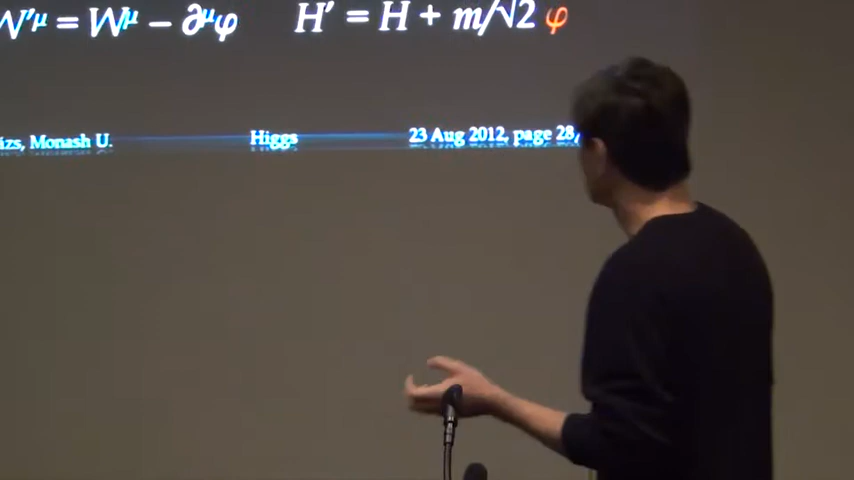 W'μ = Wμ − ∂μφ H' = H + m/√2 φ
Monash U. Higgs 23 Aug 2012, page 28/